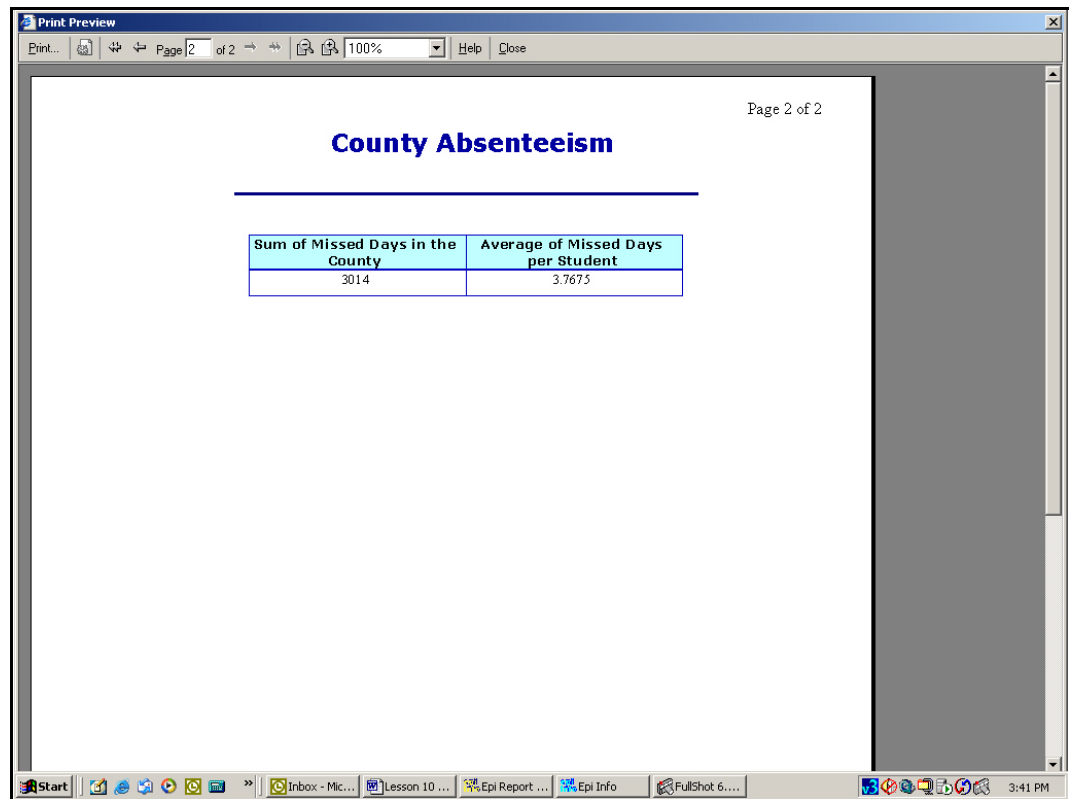 Print Preview
Print... Page 2 of 2 100% Help Close
Page 2 of 2
County Absenteeism
Sum of Missed Days in the County Average of Missed Days per Student
3014 3.7675
Start » Inbox - Mic... Lesson 10 ... Epi Report ... Epi Info FullShot 6.... 3:41 PM